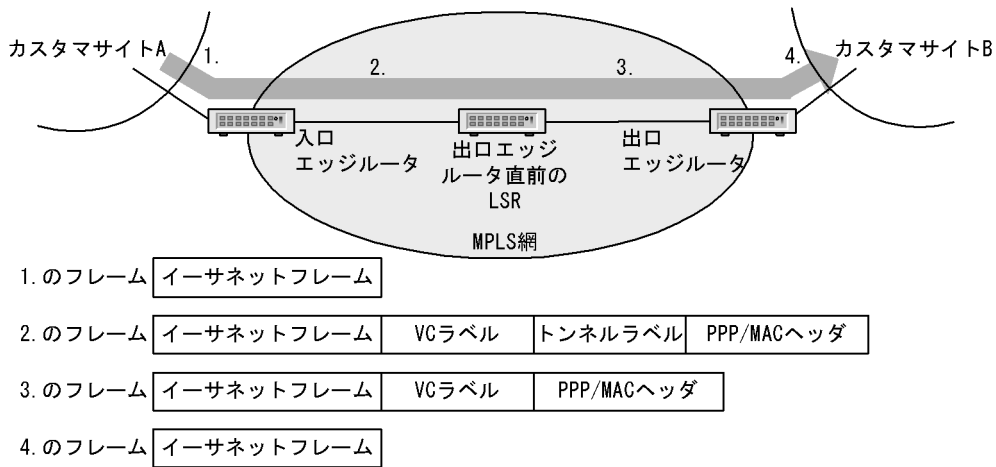 カスタマサイトA
1.
2.
3.
4.
カスタマサイトB
入口
エッジルータ
出口エッジ
ルータ直前の
LSR
出口
エッジルータ
MPLS網
1.のフレーム イーサネットフレーム
2.のフレーム イーサネットフレーム VCラベル トンネルラベル PPP/MACヘッダ
3.のフレーム イーサネットフレーム VCラベル PPP/MACヘッダ
4.のフレーム イーサネットフレーム